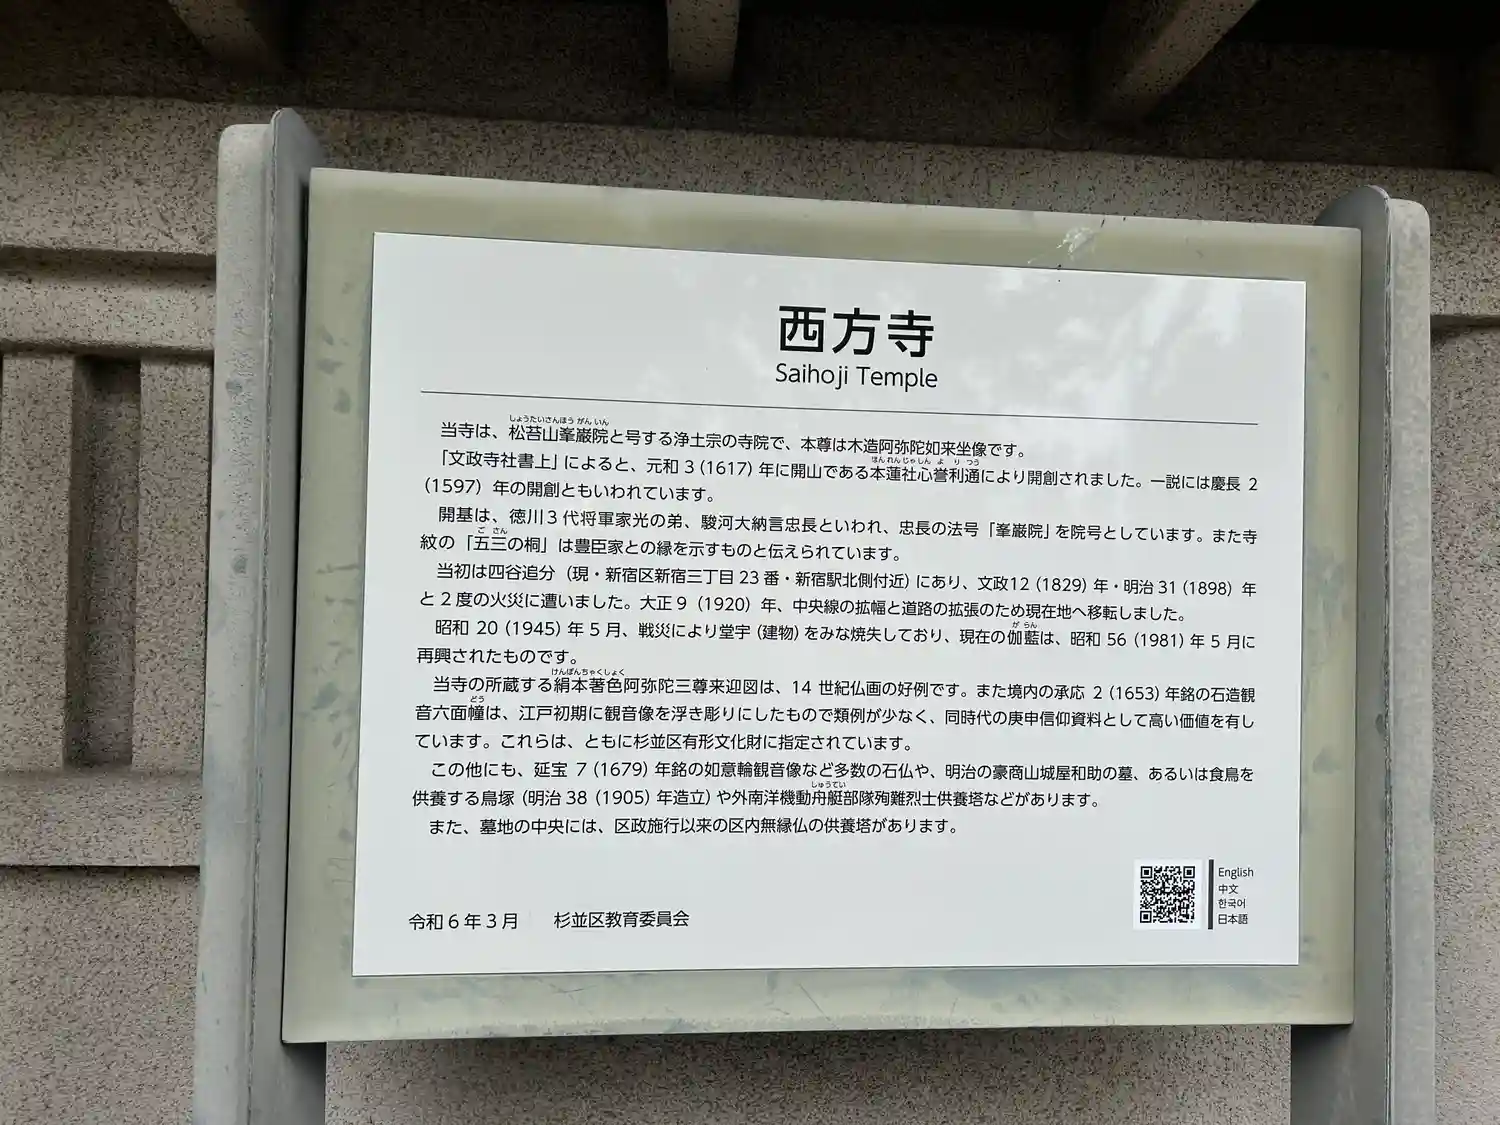 西方寺
Saihoji Temple
当寺は、松苔山峯巌院と号する浄土宗の寺院で、本尊は木造阿弥陀如来坐像です。
「文政寺社書上」によると、元和3(1617)年に開山である本蓮社心誉利通により開創されました。一説には慶長 2
(1597) 年の開創ともいわれています。
開基は、徳川3代将軍家光の弟、駿河大納言忠長といわれ、忠長の法号「峯巌院」を院号としています。また寺
紋の「五三の桐」は豊臣家との縁を示すものと伝えられています。
当初は四谷追分(現・新宿区新宿三丁目23番・新宿駅北側付近)にあり、文政12(1829)年・明治31(1898)年
と2度の火災に遭いました。大正9(1920)年、中央線の拡幅と道路の拡張のため現在地へ移転しました。
昭和 20(1945)年5月、戦災により堂宇(建物)をみな焼失しており、現在の伽藍は、昭和 56(1981)年5月に
再興されたものです。
当寺の所蔵する絹本著色阿弥陀三尊来迎図は、14 世紀仏画の好例です。また境内の承応 2(1653)年銘の石造観
音六面幢は、江戸初期に観音像を浮き彫りにしたもので類例が少なく、同時代の庚申信仰資料として高い価値を有し
ています。これらは、ともに杉並区有形文化財に指定されています。
この他にも、延宝 7(1679)年銘の如意輪観音像など多数の石仏や、明治の豪商山城屋和助の墓、あるいは食鳥を
供養する鳥塚(明治38(1905)年造立)や外南洋機動舟艇部隊殉難烈士供養塔などがあります。
また、墓地の中央には、区政施行以来の区内無縁仏の供養塔があります。
令和6年3月 杉並区教育委員会
English
中文
한국어
日本語